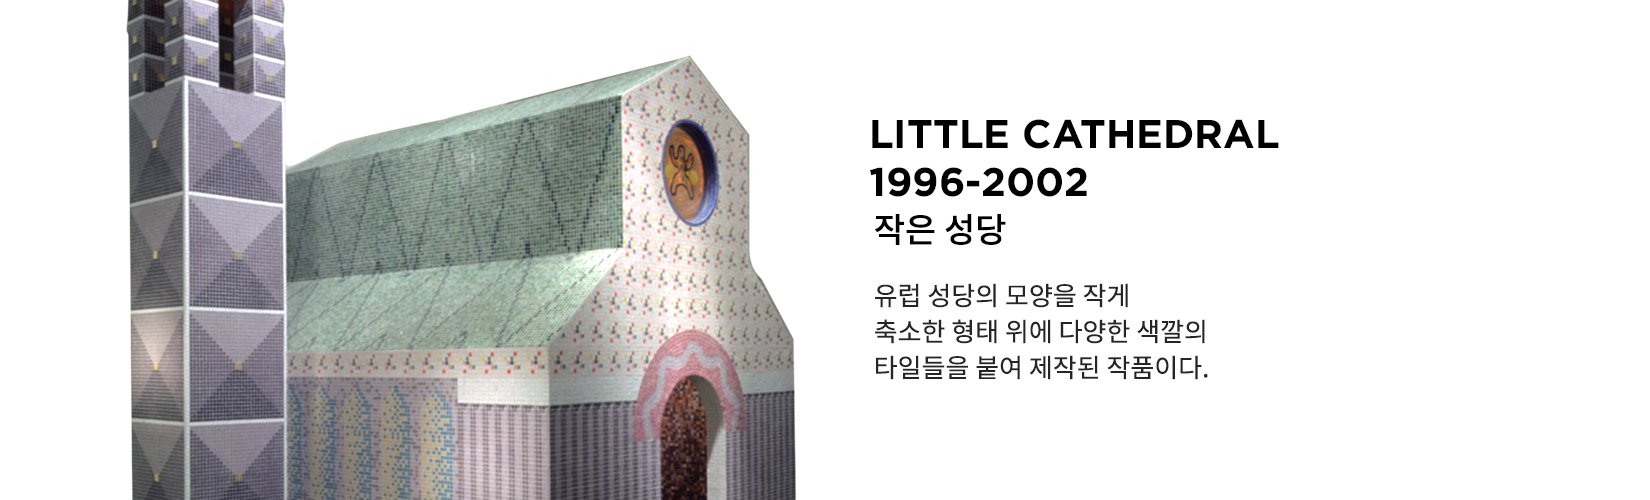 LITTLE CATHEDRAL
1996-2002
작은 성당
유럽 성당의 모양을 작게
축소한 형태 위에 다양한 색깔의
타일들을 붙여 제작된 작품이다.